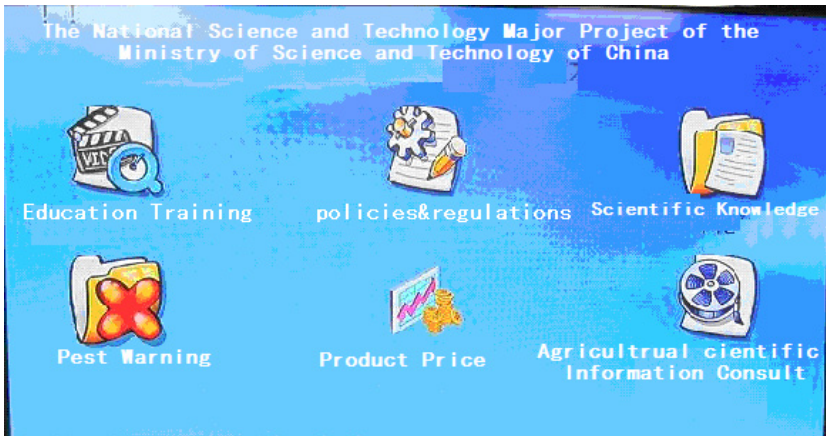 The National Science and Technology Major Project of the
Ministry of Science and Technology of China
Education Training
policies&regulations
Scientific Knowledge
Pest Warning
Product Price
Agricultrual cientific
Information Consult